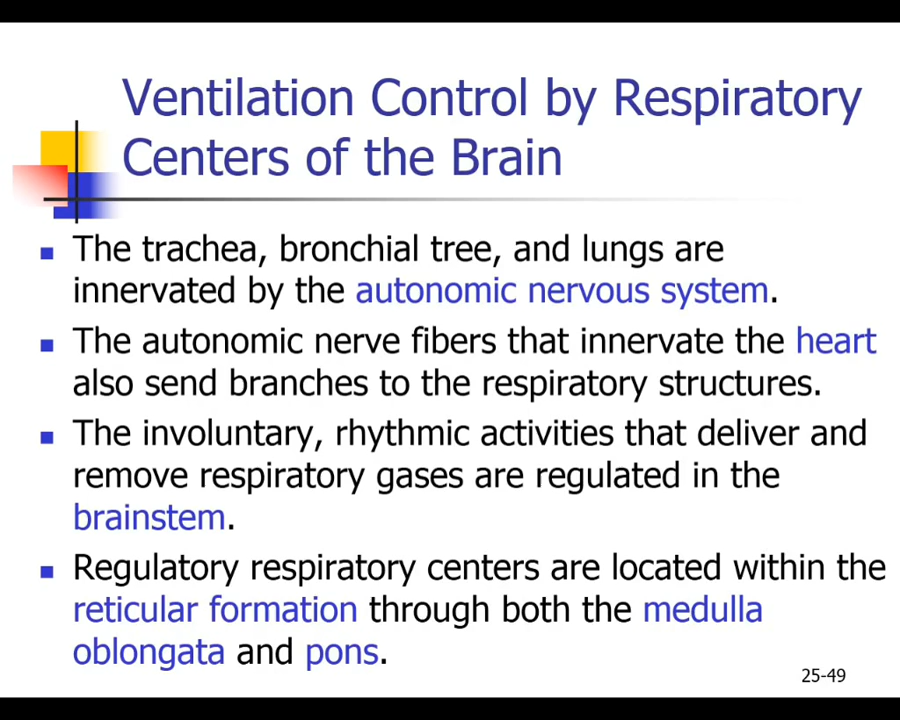 Ventilation Control by Respiratory
Centers of the Brain
The trachea, bronchial tree, and lungs are
innervated by the autonomic nervous system.
The autonomic nerve fibers that innervate the heart
also send branches to the respiratory structures.
The involuntary, rhythmic activities that deliver and
remove respiratory gases are regulated in the
brainstem.
Regulatory respiratory centers are located within the
reticular formation through both the medulla
oblongata and pons.
25-49